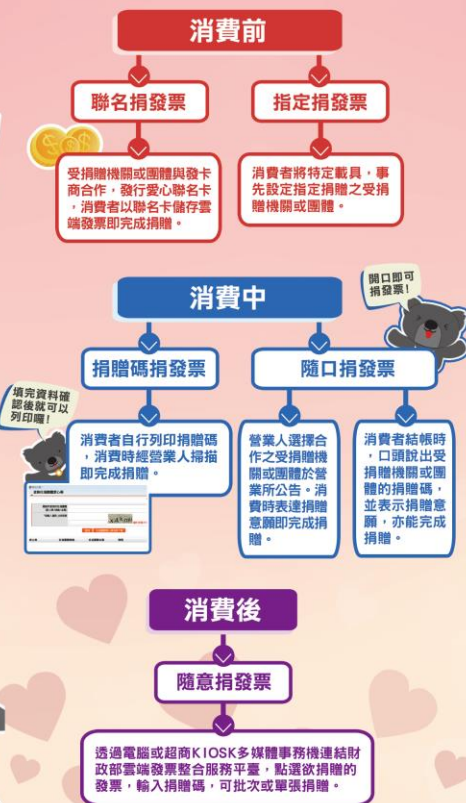 消費前
聯名捐發票
指定捐發票
受捐贈機關或團體與發卡
商合作，發行愛心聯名卡
，消費者以聯名卡儲存雲
端發票即完成捐贈。
消費者將特定載具，事
先設定指定捐贈之受捐
贈機關或團體。
消費中
開口即可
捐發票!
捐贈碼捐發票
隨口捐發票
填完資料確
認後就可以
列印喔!
消費者自行列印捐贈碼
，消費時經營業人掃描
即完成捐贈。
營業人選擇合
作之受捐贈機
關或團體於營
業所公告。消
費時表達捐贈
意願即完成捐
贈。
消費者結帳時
，口頭說出受
捐贈機關或團
體的捐贈碼，
並表示捐贈意
願，亦能完成
捐贈。
消費後
隨意捐發票
透過電腦或超商KIOSK多媒體事務機連結財
政部雲端發票整合服務平臺，點選欲捐贈的
發票，輸入捐贈碼，可批次或單張捐贈。